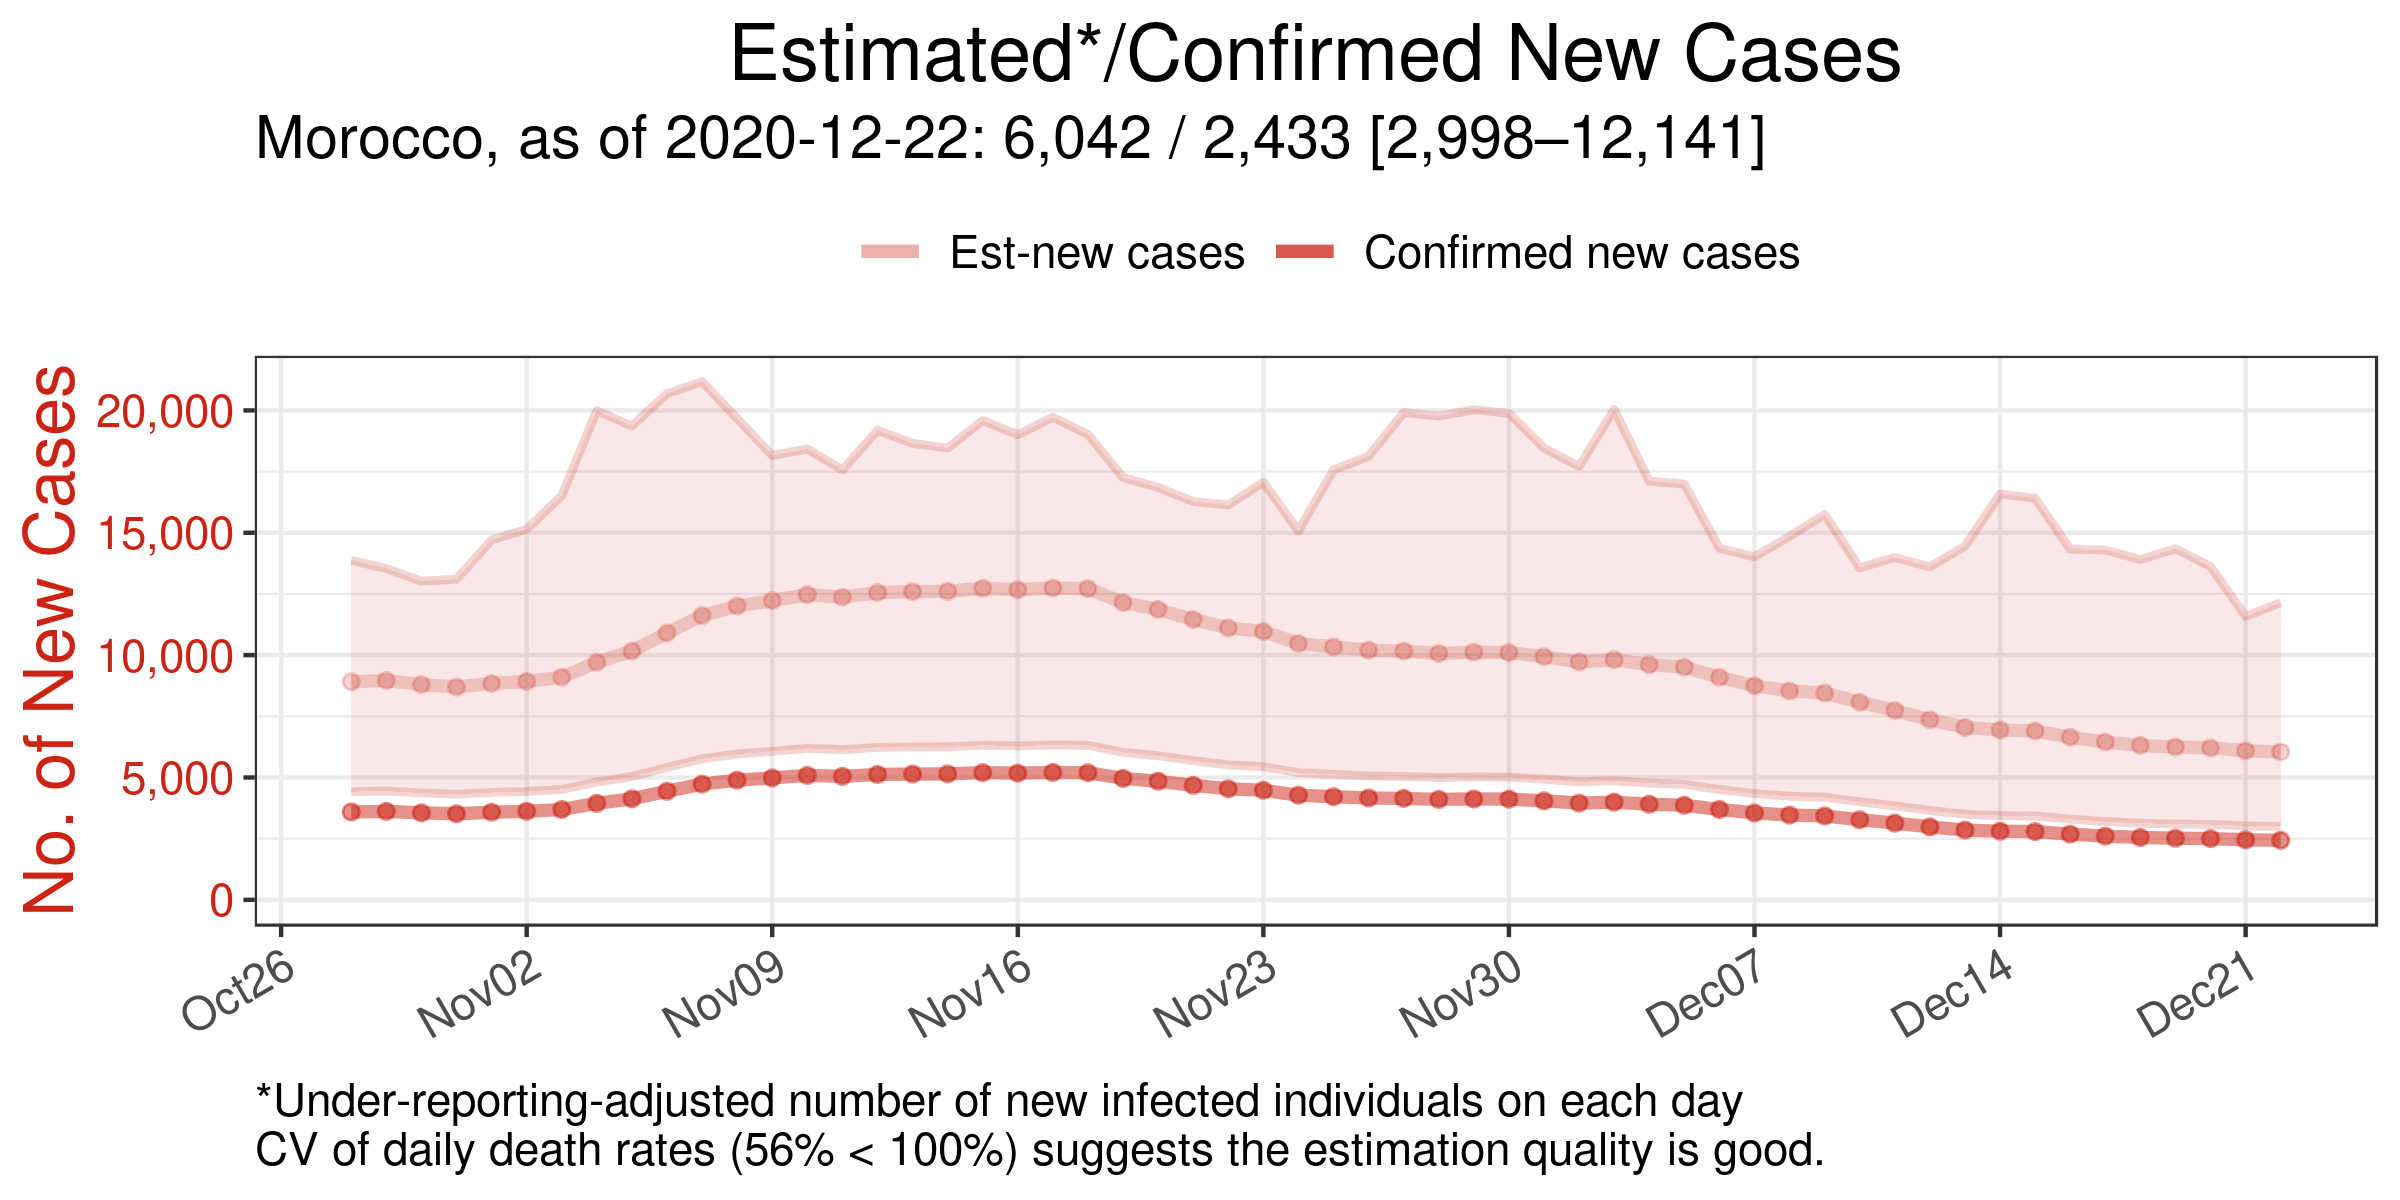 Estimated*/Confirmed New Cases
Morocco, as of 2020-12-22: 6,042 / 2,433 [2,998–12,141]
Est-new cases
Confirmed new cases
No. of New Cases
20,000
15,000
10,000
5,000
0
Oct26
Nov02
Nov09
Nov16
Nov23
Nov30
Dec07
Dec14
Dec21
*Under-reporting-adjusted number of new infected individuals on each day
CV of daily death rates (56% < 100%) suggests the estimation quality is good.